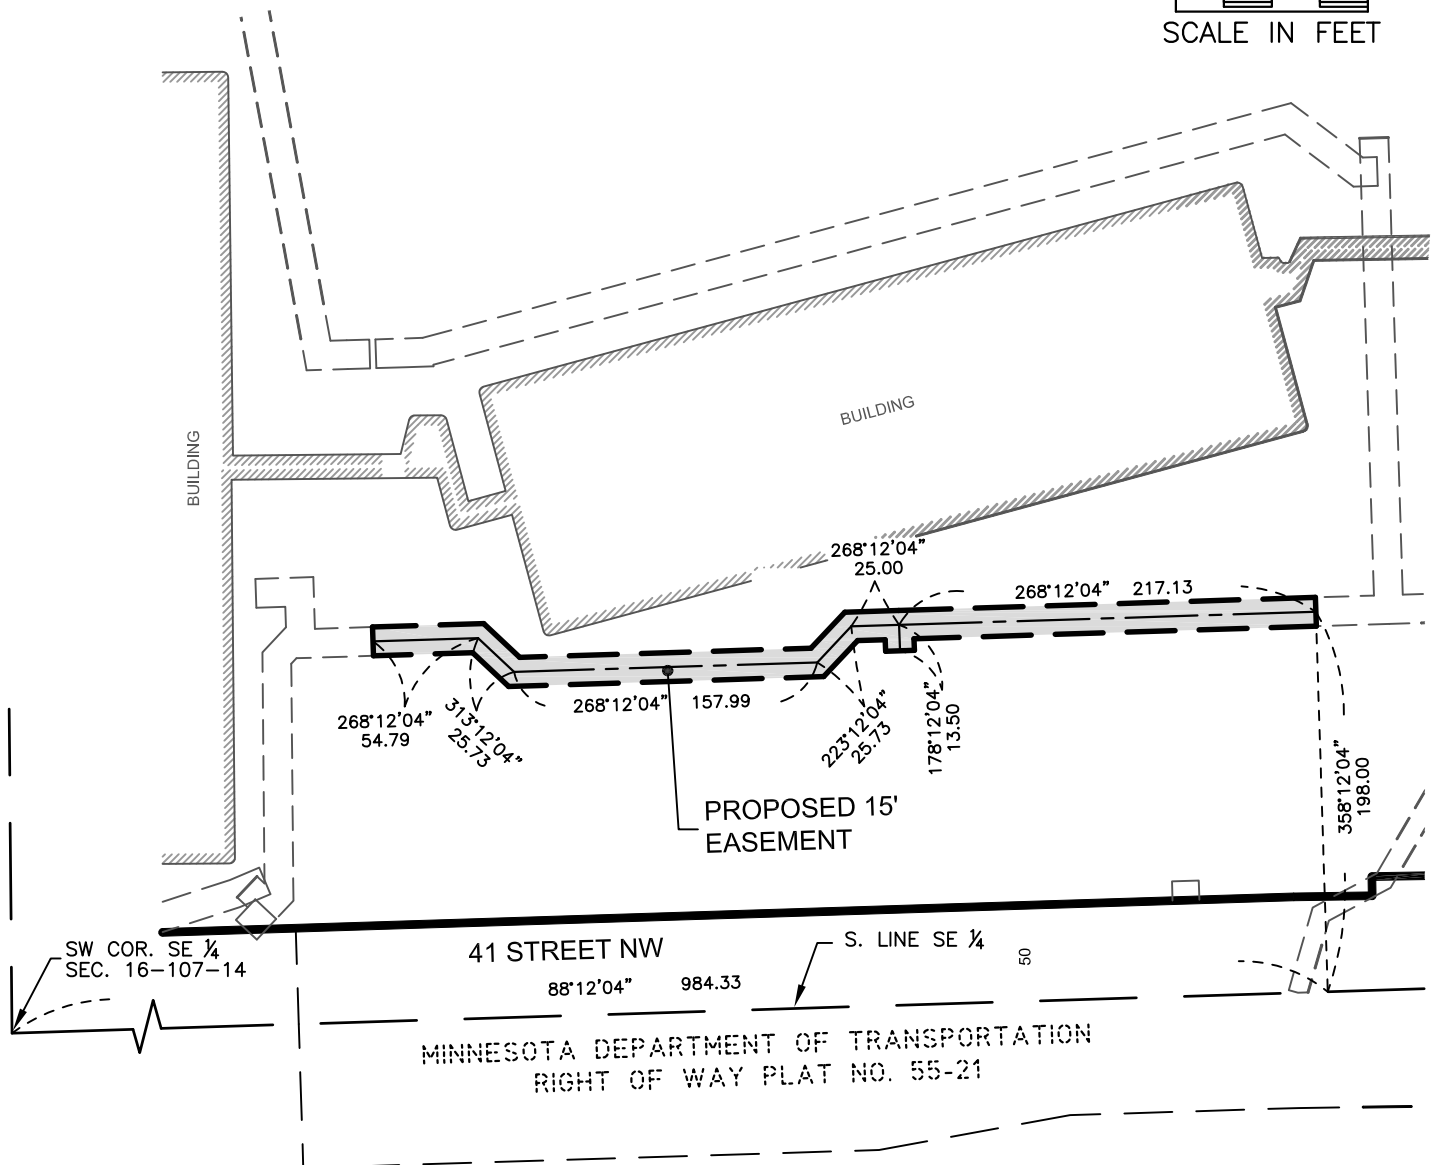 SCALE IN FEET
BUILDING
BUILDING
268°12'04"
25.00
268°12'04" 217.13
268°12'04"
54.79
313°12'04"
25.73
268°12'04" 157.99
223°12'04"
25.73
178°12'04"
13.50
358°12'04"
198.00
PROPOSED 15'
EASEMENT
SW COR. SE ¼
SEC. 16-107-14
41 STREET NW
S. LINE SE ¼
50
88°12'04" 984.33
MINNESOTA DEPARTMENT OF TRANSPORTATION
RIGHT OF WAY PLAT NO. 55-21